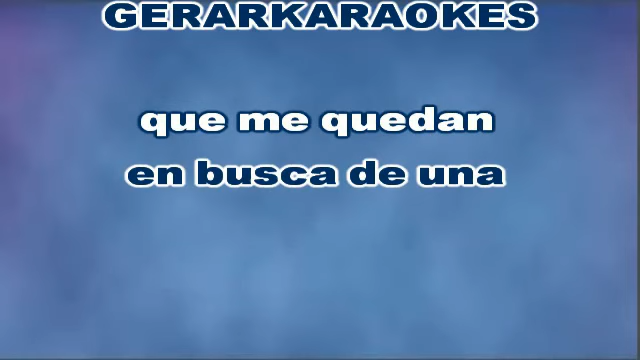 GERARKARAOKES
que me quedan
en busca de una